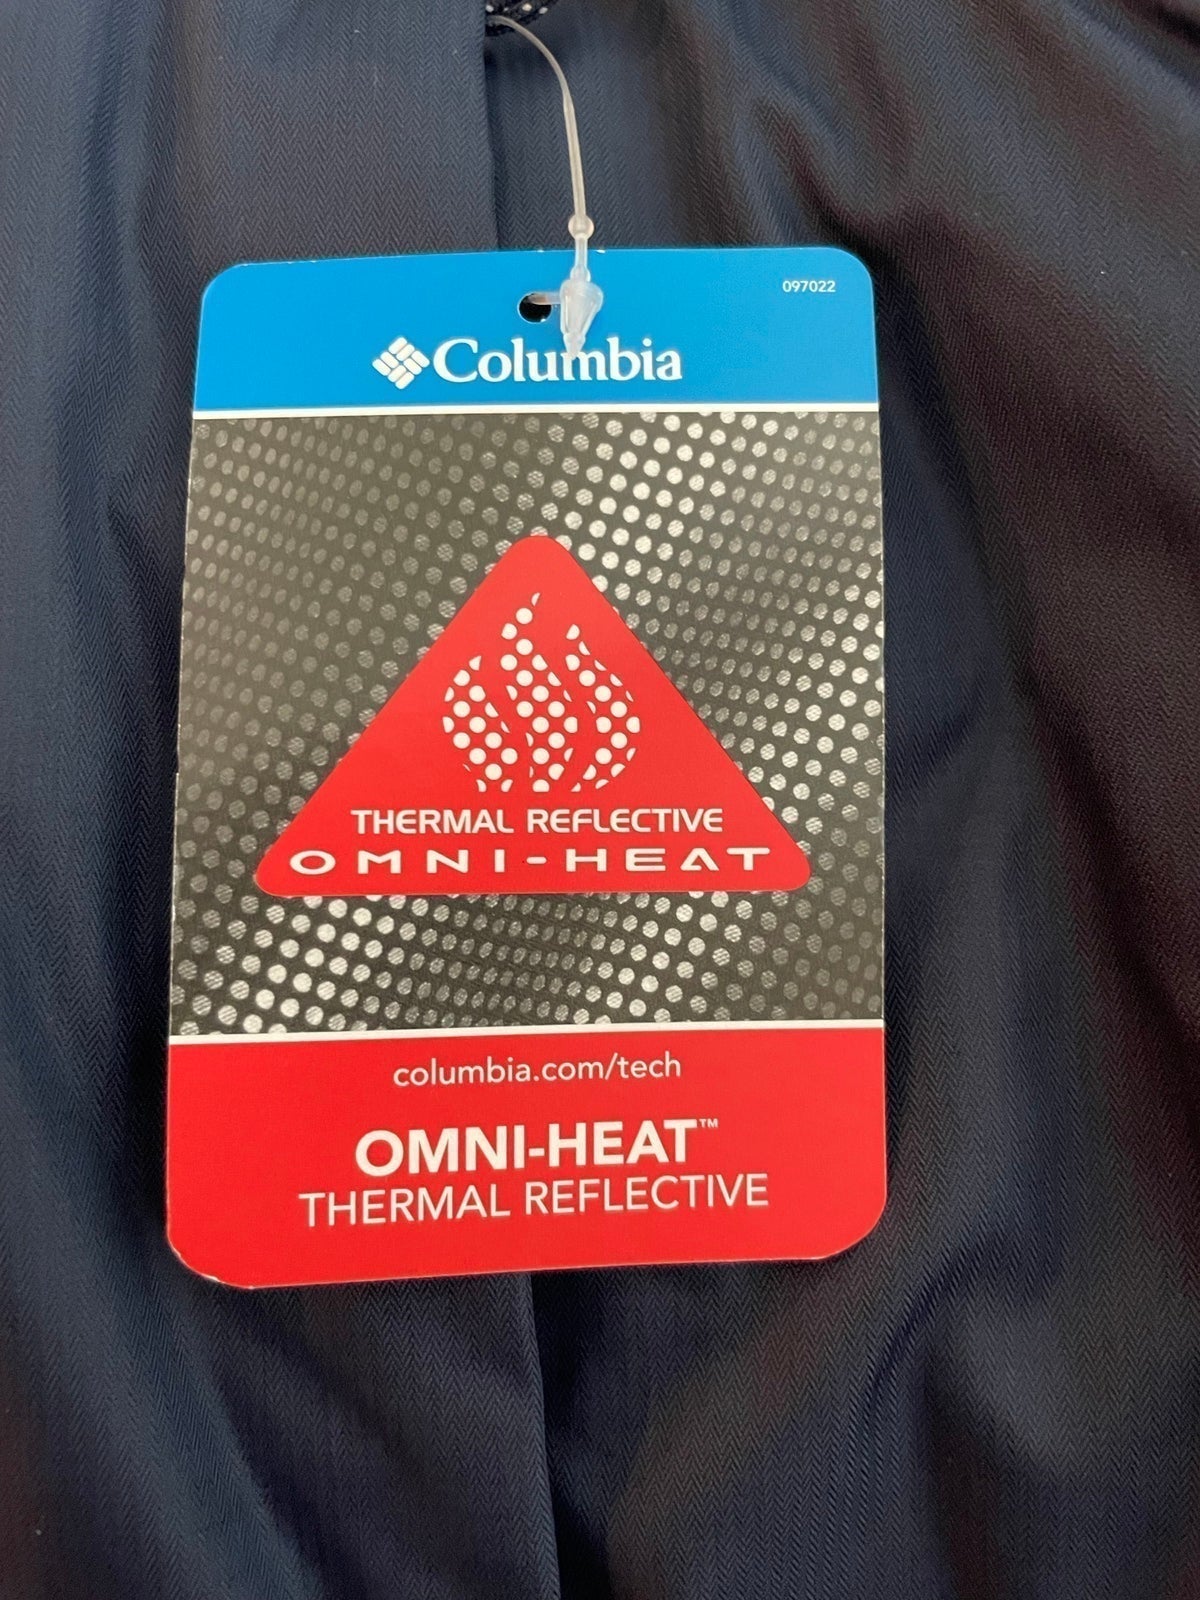 097022
Columbia
THERMAL REFLECTIVE
OMNI-HEAT
columbia.com/tech
OMNI-HEAT™
THERMAL REFLECTIVE